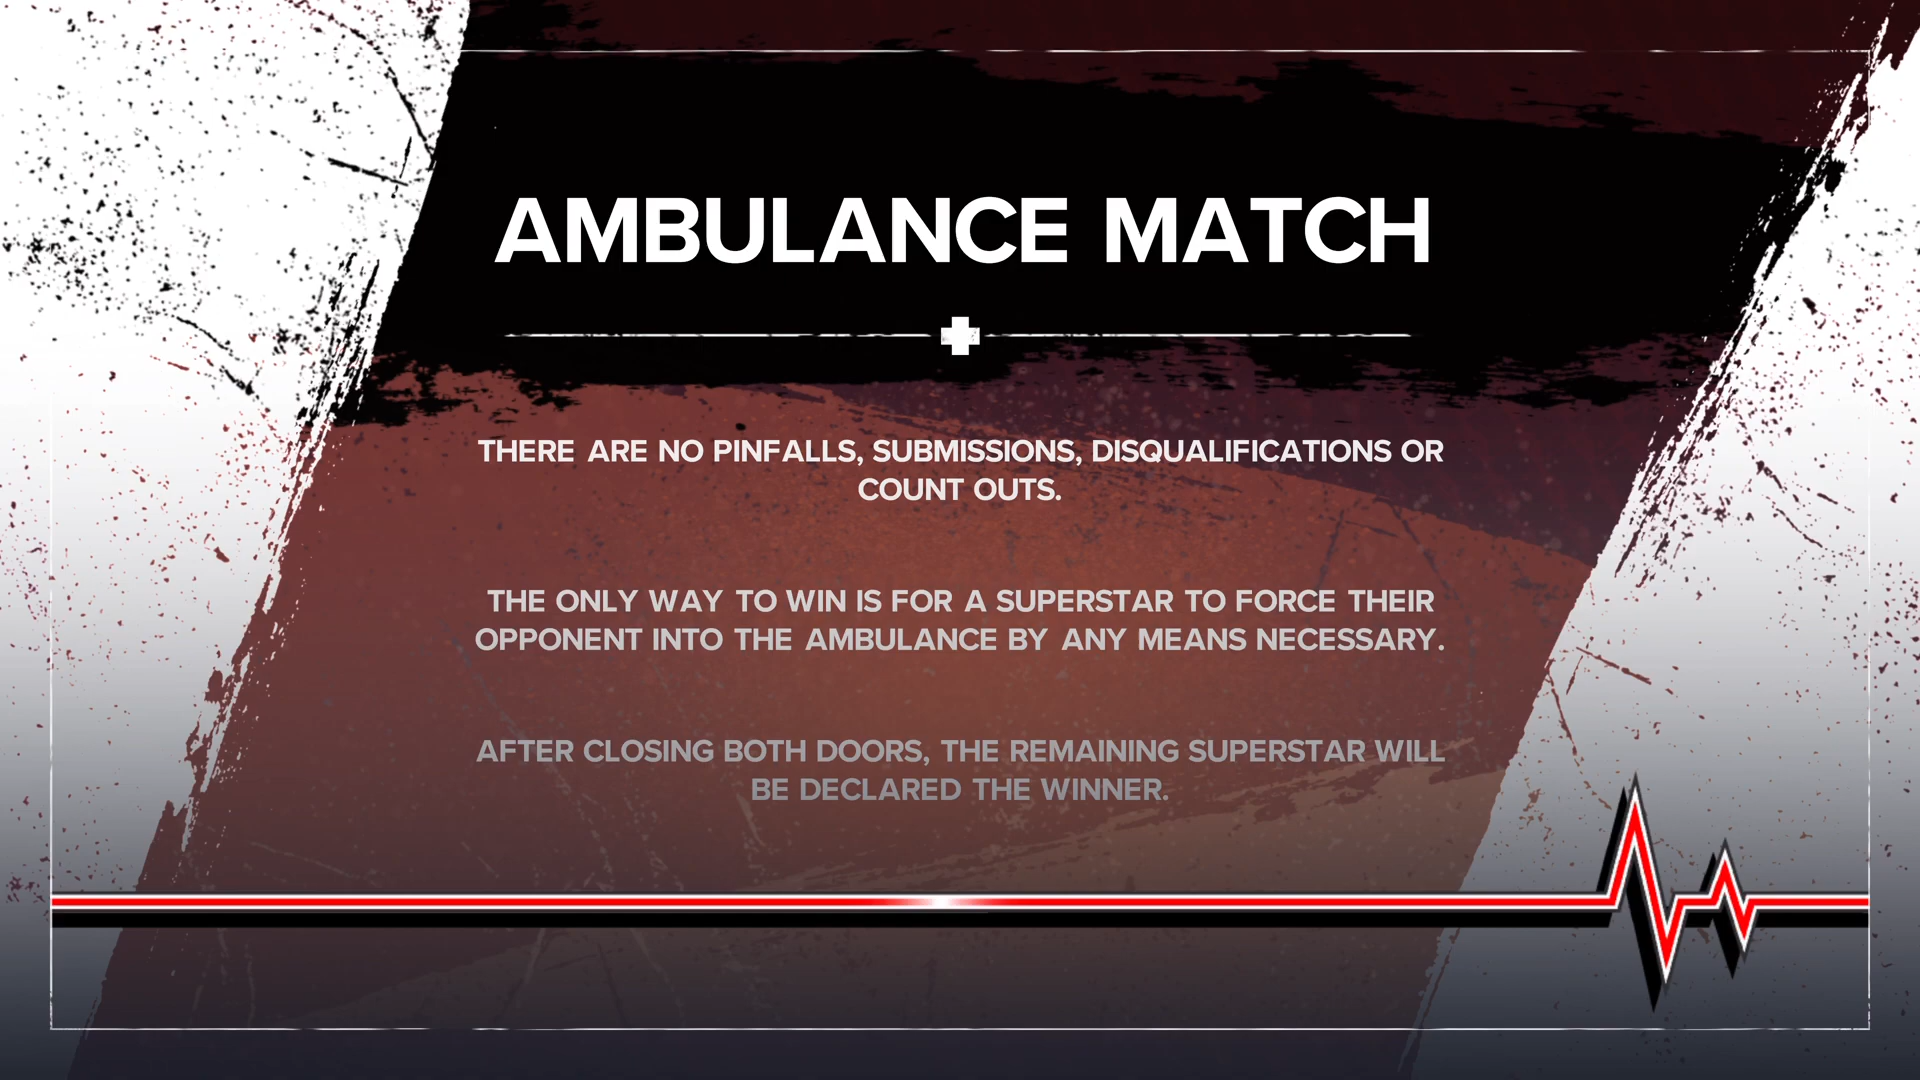 AMBULANCE MATCH
THERE ARE NO PINFALLS, SUBMISSIONS, DISQUALIFICATIONS OR
COUNT OUTS.
THE ONLY WAY TO WIN IS FOR A SUPERSTAR TO FORCE THEIR
OPPONENT INTO THE AMBULANCE BY ANY MEANS NECESSARY.
AFTER CLOSING BOTH DOORS, THE REMAINING SUPERSTAR WILL
BE DECLARED THE WINNER.